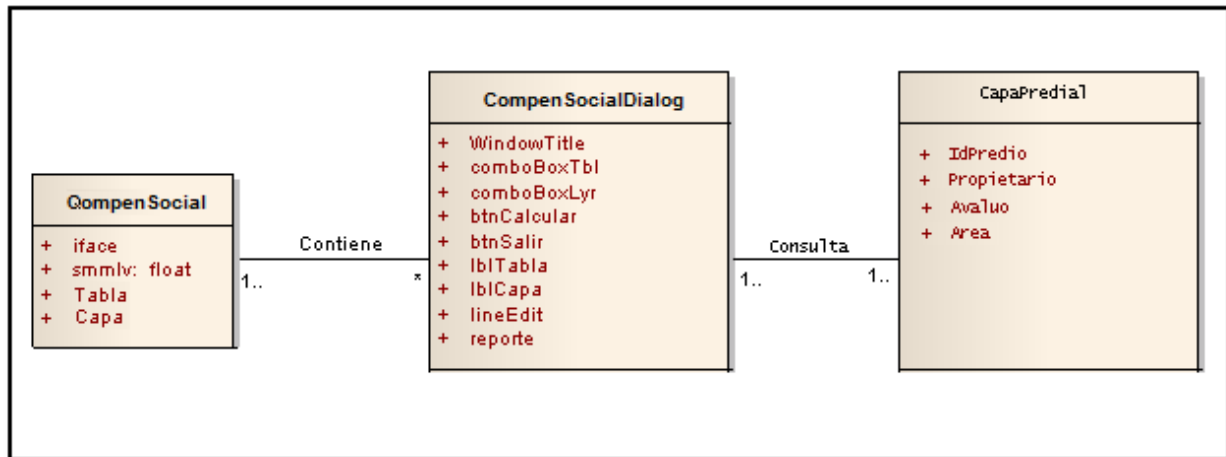 QompenSocial
+ iface
+ smmlv: float
+ Tabla
+ Capa
Contiene
1..
*
CompenSocialDialog
+ WindowTitle
+ comboBoxTbl
+ comboBoxLyr
+ btnCalcular
+ btnSalir
+ lblTabla
+ lblCapa
+ lineEdit
+ reporte
Consulta
1..
1..
CapaPredial
+ IdPredio
+ Propietario
+ Avaluo
+ Area